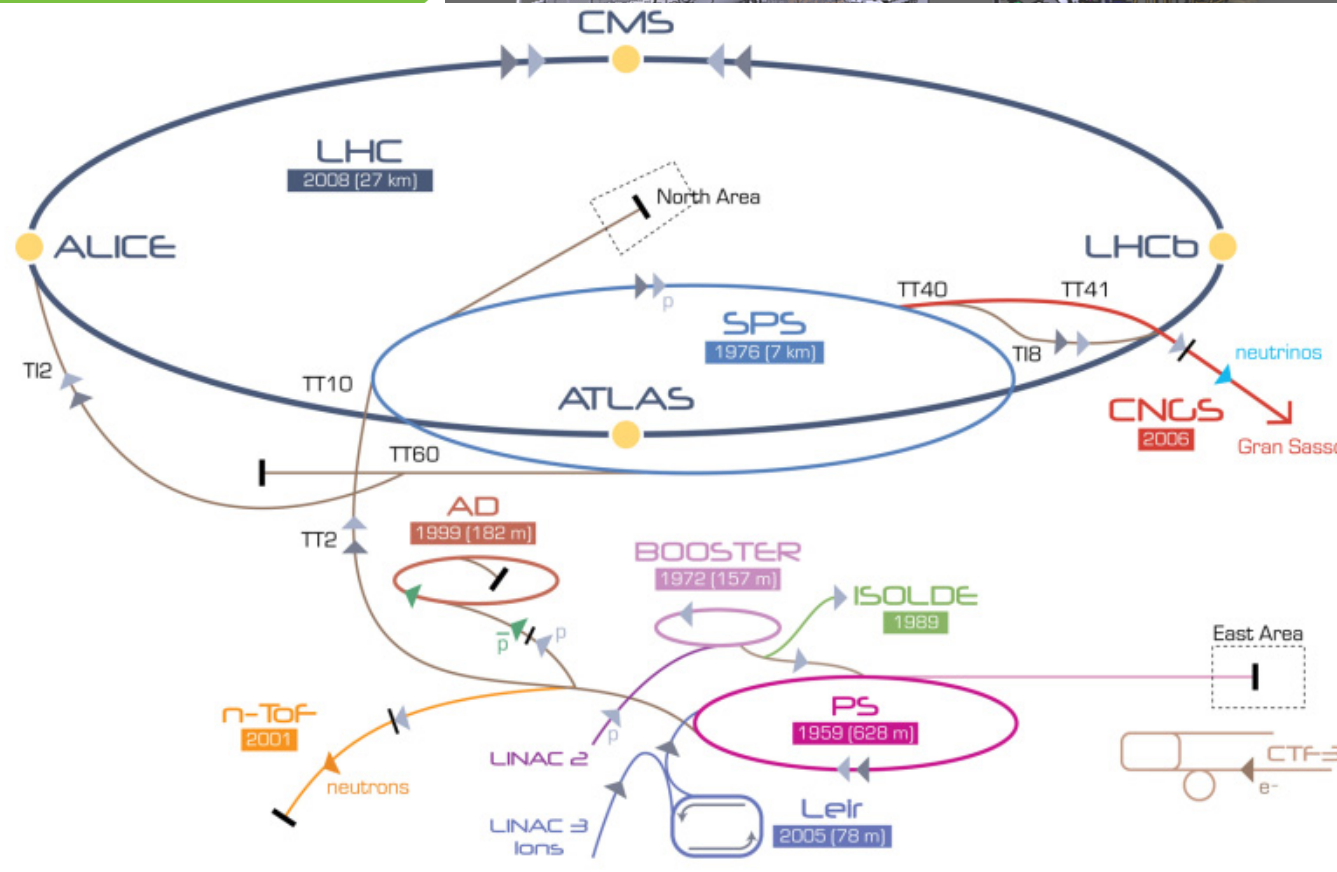 CMS
LHC
2008 (27 km)
North Area
ALICE
LHCb
TT40
TT41
p
SPS
1976 (7 km)
TI8
neutrinos
TI2
TT10
ATLAS
CNGS
2006
Gran Sasso
TT60
AD
1999 (182 m)
TT2
BOOSTER
1972 (157 m)
ISOLDE
1989
p̅
p
East Area
n-ToF
2001
PS
1959 (628 m)
p
LINAC 2
neutrons
CTF-3
e-
LINAC 3
Ions
Leir
2005 (78 m)